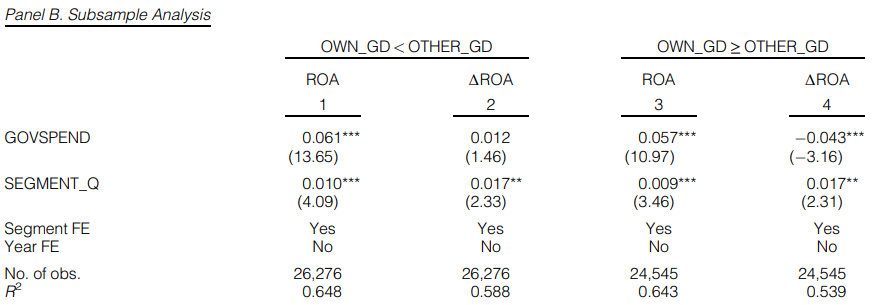 Panel B. Subsample Analysis
OWN_GD < OTHER_GD OWN_GD ≥ OTHER_GD
ROA ΔROA ROA ΔROA
1 2 3 4
GOVSPEND 0.061*** 0.012 0.057*** −0.043***
(13.65) (1.46) (10.97) (−3.16)
SEGMENT_Q 0.010*** 0.017** 0.009*** 0.017**
(4.09) (2.33) (3.46) (2.31)
Segment FE Yes Yes Yes Yes
Year FE No No No No
No. of obs. 26,276 26,276 24,545 24,545
R² 0.648 0.588 0.643 0.539